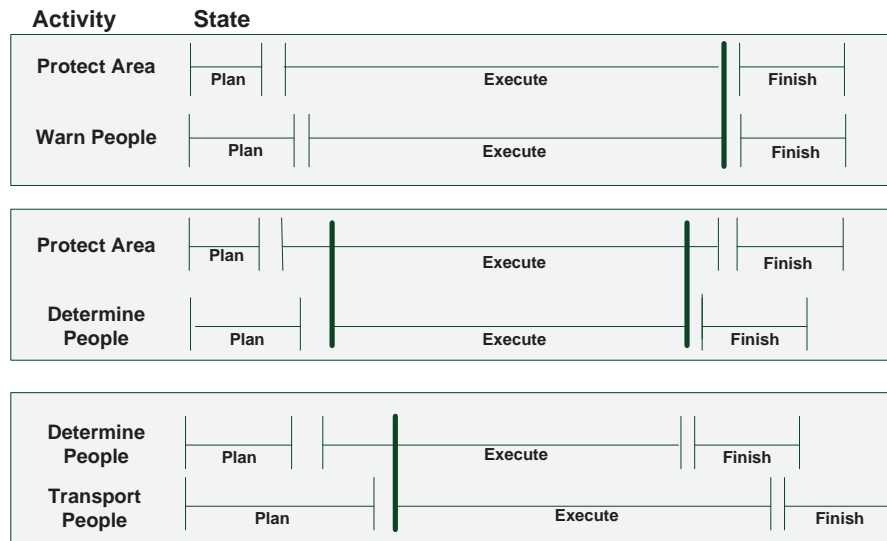 Activity State
Protect Area
Plan Execute Finish
Warn People
Plan Execute Finish
Protect Area
Plan Execute Finish
Determine
People
Plan Execute Finish
Determine
People
Plan Execute Finish
Transport
People
Plan Execute Finish